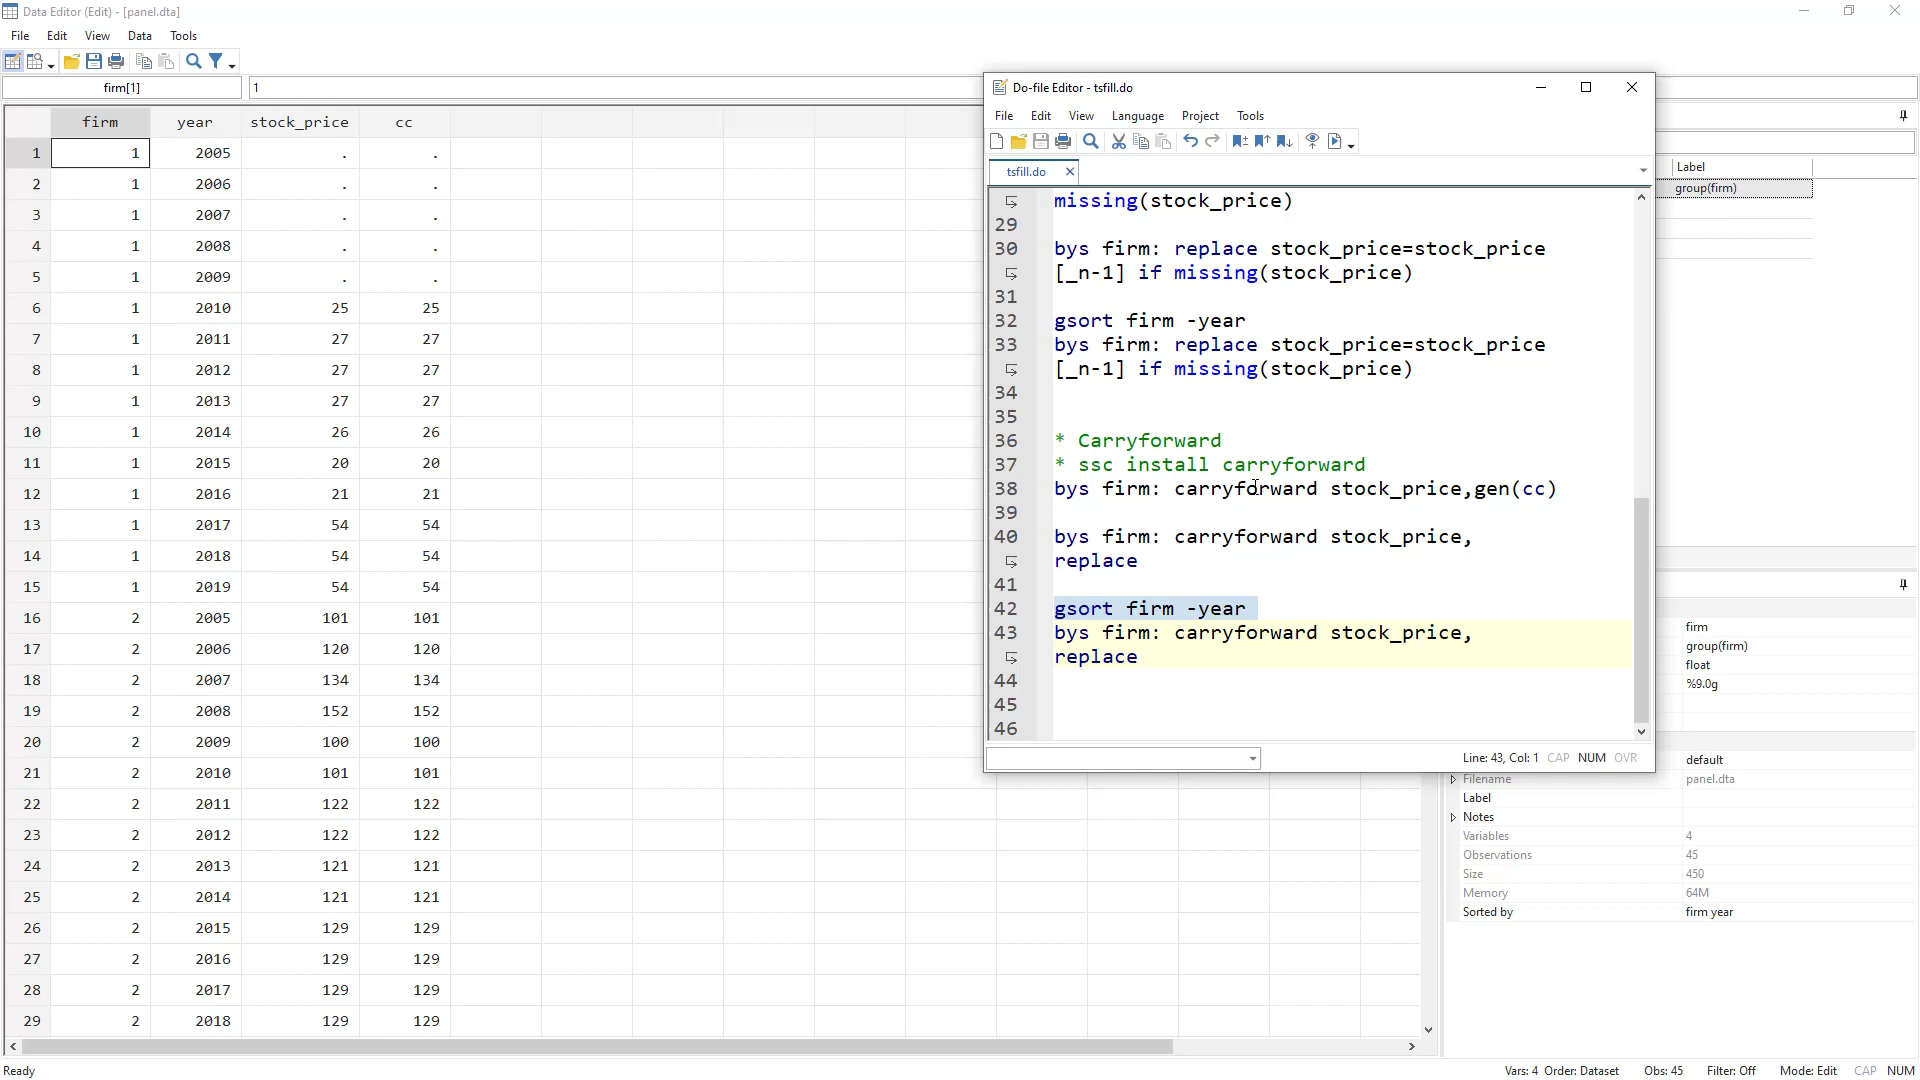 Data Editor (Edit) - [panel.dta]
File Edit View Data Tools
firm[1] 1
firm year stock_price cc
1 1 2005 . .
2 1 2006 . .
3 1 2007 . .
4 1 2008 . .
5 1 2009 . .
6 1 2010 25 25
7 1 2011 27 27
8 1 2012 27 27
9 1 2013 27 27
10 1 2014 26 26
11 1 2015 20 20
12 1 2016 21 21
13 1 2017 54 54
14 1 2018 54 54
15 1 2019 54 54
16 2 2005 101 101
17 2 2006 120 120
18 2 2007 134 134
19 2 2008 152 152
20 2 2009 100 100
21 2 2010 101 101
22 2 2011 122 122
23 2 2012 122 122
24 2 2013 121 121
25 2 2014 121 121
26 2 2015 129 129
27 2 2016 129 129
28 2 2017 129 129
29 2 2018 129 129
Do-file Editor - tsfill.do
File Edit View Language Project Tools
tsfill.do
missing(stock_price)
29
30 bys firm: replace stock_price=stock_price
[_n-1] if missing(stock_price)
31
32 gsort firm -year
33 bys firm: replace stock_price=stock_price
[_n-1] if missing(stock_price)
34
35
36 * Carryforward
37 * ssc install carryforward
38 bys firm: carryforward stock_price,gen(cc)
39
40 bys firm: carryforward stock_price,
replace
41
42 gsort firm -year
43 bys firm: carryforward stock_price,
replace
44
45
46
Line: 43, Col: 1 CAP NUM OVR
Label
group(firm)
firm
group(firm)
float
%9.0g
default
Filename panel.dta
Label
Notes
Variables 4
Observations 45
Size 450
Memory 64M
Sorted by firm year
Ready Vars: 4 Order: Dataset Obs: 45 Filter: Off Mode: Edit CAP NUM